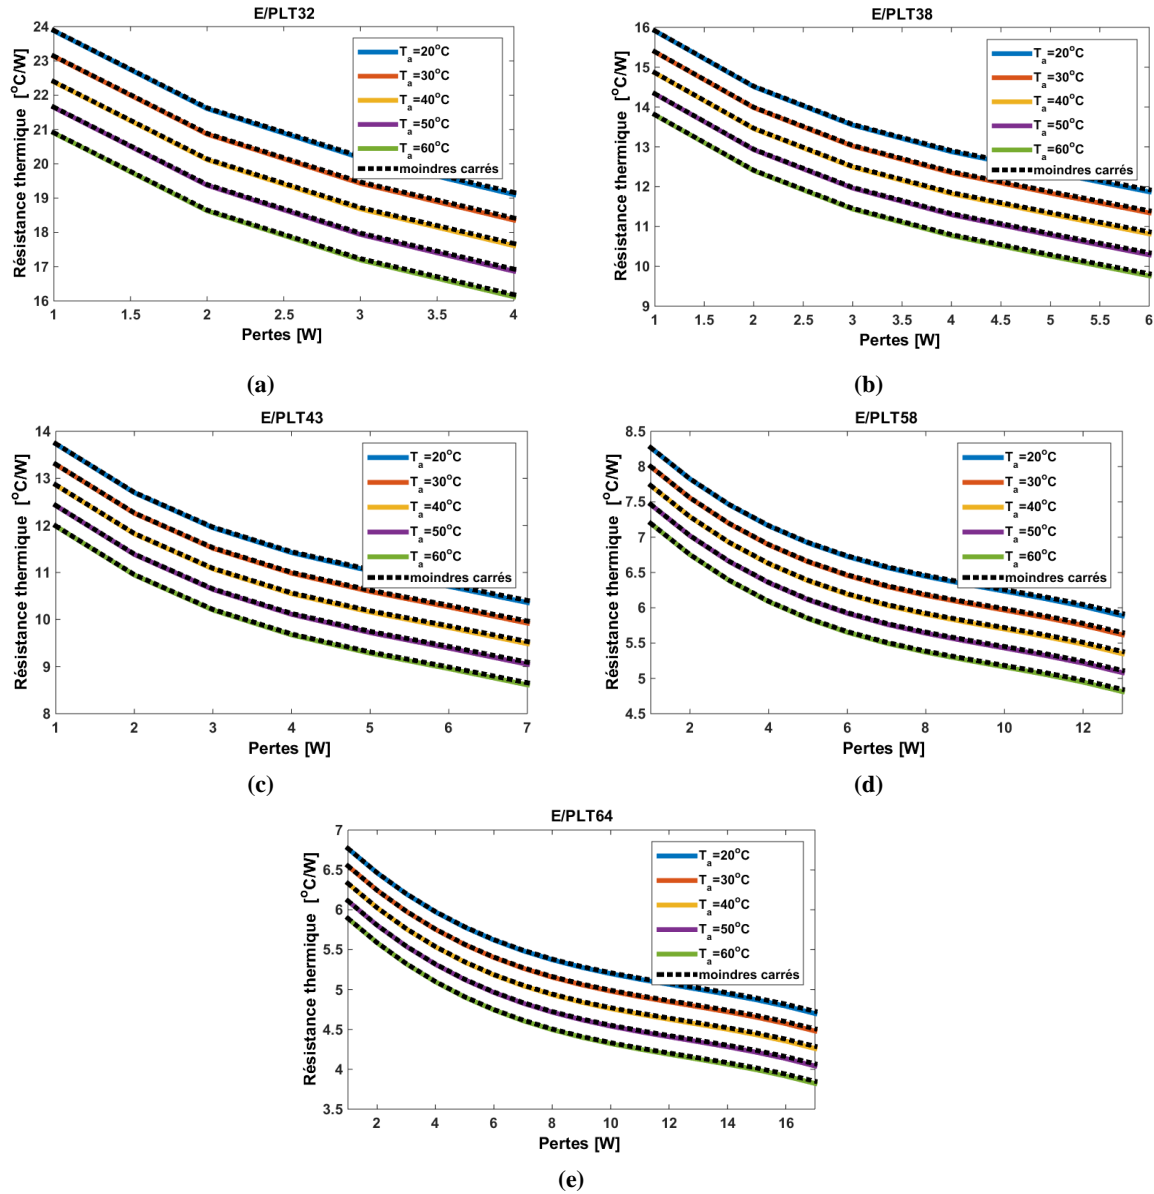 E/PLT32
24
23
22
21
20
19
18
17
16
Résistance thermique [°C/W]
1 1.5 2 2.5 3 3.5 4
Pertes [W]
T_a=20°C
T_a=30°C
T_a=40°C
T_a=50°C
T_a=60°C
moindres carrés
(a)
E/PLT38
16
15
14
13
12
11
10
9
Résistance thermique [°C/W]
1 1.5 2 2.5 3 3.5 4 4.5 5 5.5 6
Pertes [W]
T_a=20°C
T_a=30°C
T_a=40°C
T_a=50°C
T_a=60°C
moindres carrés
(b)
E/PLT43
14
13
12
11
10
9
8
Résistance thermique [°C/W]
1 2 3 4 5 6 7
Pertes [W]
T_a=20°C
T_a=30°C
T_a=40°C
T_a=50°C
T_a=60°C
moindres carrés
(c)
E/PLT58
8.5
8
7.5
7
6.5
6
5.5
5
4.5
Résistance thermique [°C/W]
2 4 6 8 10 12
Pertes [W]
T_a=20°C
T_a=30°C
T_a=40°C
T_a=50°C
T_a=60°C
moindres carrés
(d)
E/PLT64
7
6.5
6
5.5
5
4.5
4
3.5
Résistance thermique [°C/W]
2 4 6 8 10 12 14 16
Pertes [W]
T_a=20°C
T_a=30°C
T_a=40°C
T_a=50°C
T_a=60°C
moindres carrés
(e)